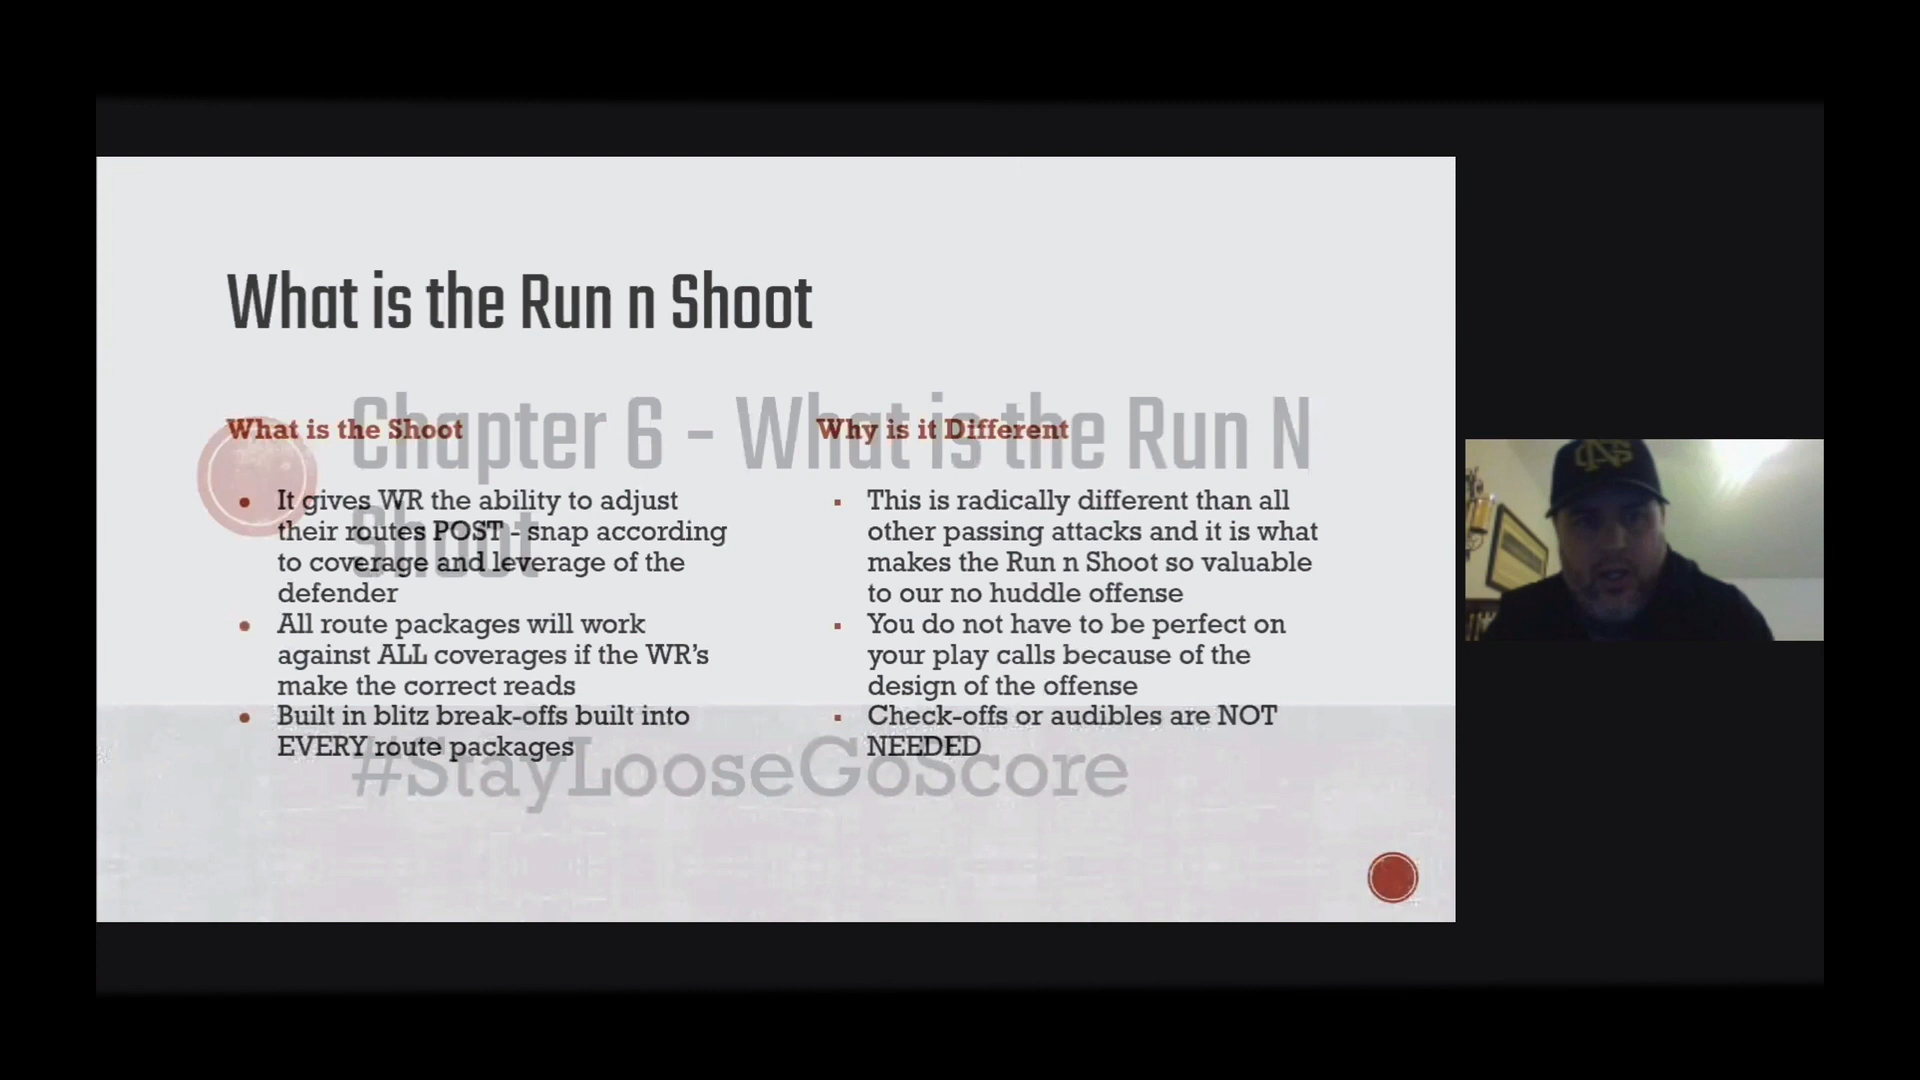 What is the Run n Shoot
Chapter 6 - What is the Run N
Shoot
#StayLooseGoScore
What is the Shoot
It gives WR the ability to adjust
their routes POST - snap according
to coverage and leverage of the
defender
All route packages will work
against ALL coverages if the WR's
make the correct reads
Built in blitz break-offs built into
EVERY route packages
Why is it Different
This is radically different than all
other passing attacks and it is what
makes the Run n Shoot so valuable
to our no huddle offense
You do not have to be perfect on
your play calls because of the
design of the offense
Check-offs or audibles are NOT
NEEDED